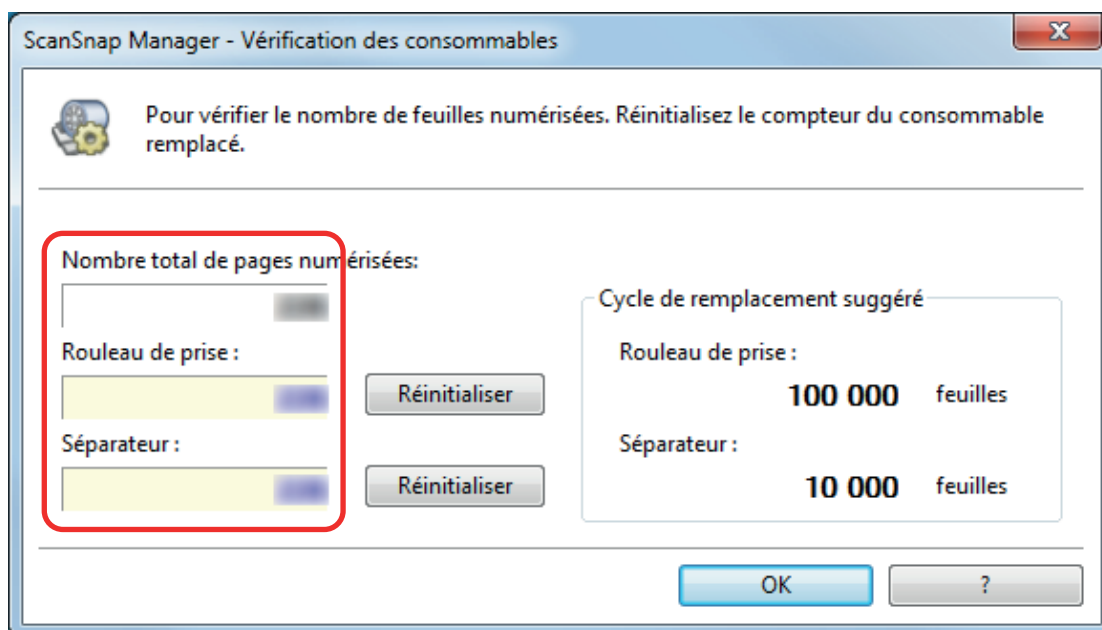 ScanSnap Manager - Vérification des consommables
Pour vérifier le nombre de feuilles numérisées. Réinitialisez le compteur du consommable
remplacé.
Nombre total de pages numérisées:
Rouleau de prise :
Réinitialiser
Séparateur :
Réinitialiser
Cycle de remplacement suggéré
Rouleau de prise :
100 000 feuilles
Séparateur :
10 000 feuilles
OK
?